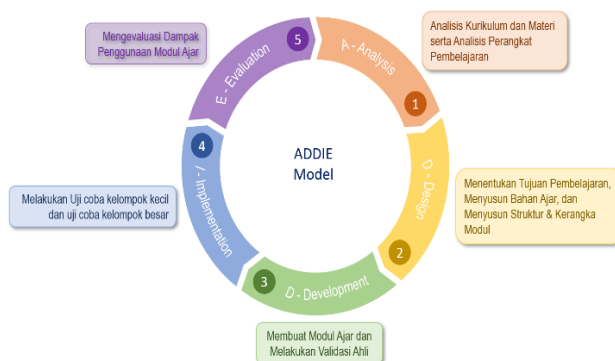 Mengevaluasi Dampak
Penggunaan Modul Ajar
5
E - Evaluation
A - Analysis
1
Analisis Kurikulum dan Materi
serta Analisis Perangkat
Pembelajaran
ADDIE
Model
4
I - Implementation
Melakukan Uji coba kelompok kecil
dan uji coba kelompok besar
D - Design
2
Menentukan Tujuan Pembelajaran,
Menyusun Bahan Ajar, dan
Menyusun Struktur & Kerangka
Modul
3
D - Development
Membuat Modul Ajar dan
Melakukan Validasi Ahli